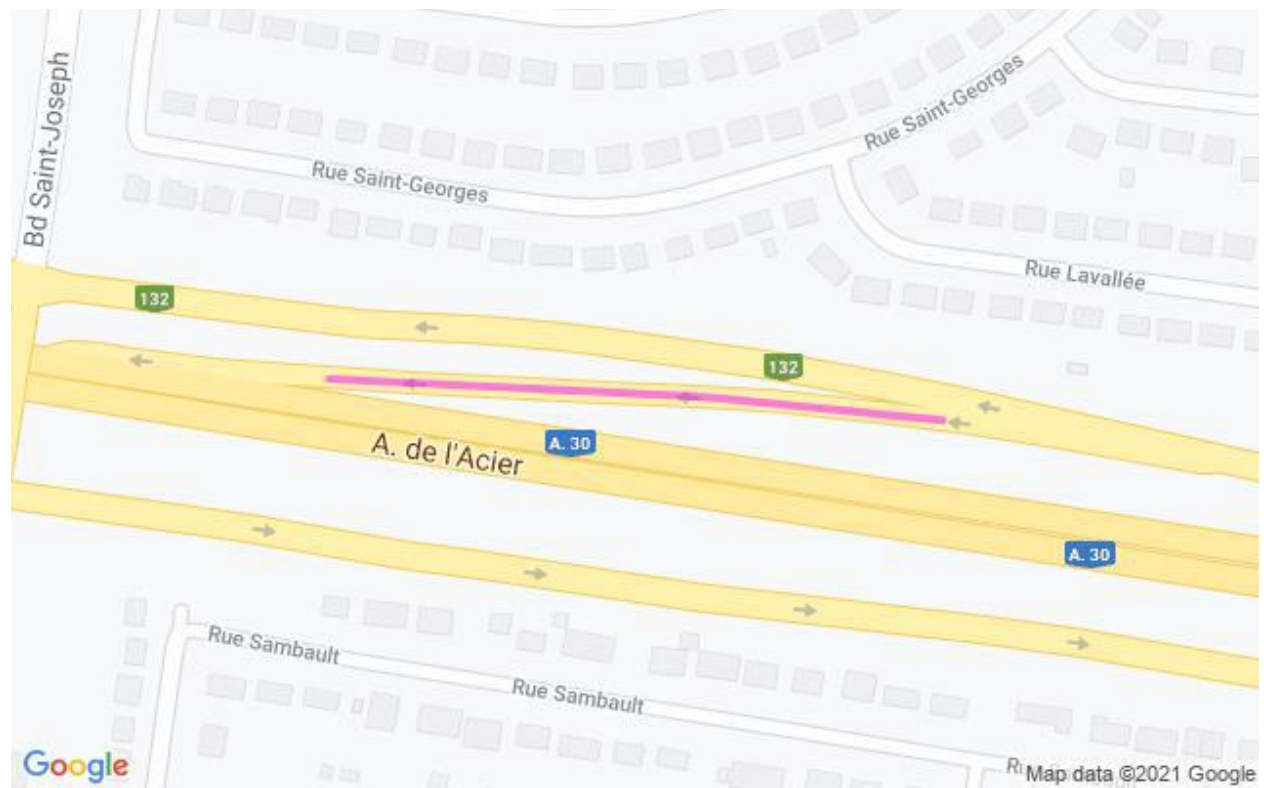 Bd Saint-Joseph
Rue Saint-Georges
Rue Saint-Georges
Rue Lavallée
132
132
A. de l'Acier
A. 30
A. 30
Rue Sambault
Rue Sambault
Google
Map data ©2021 Google